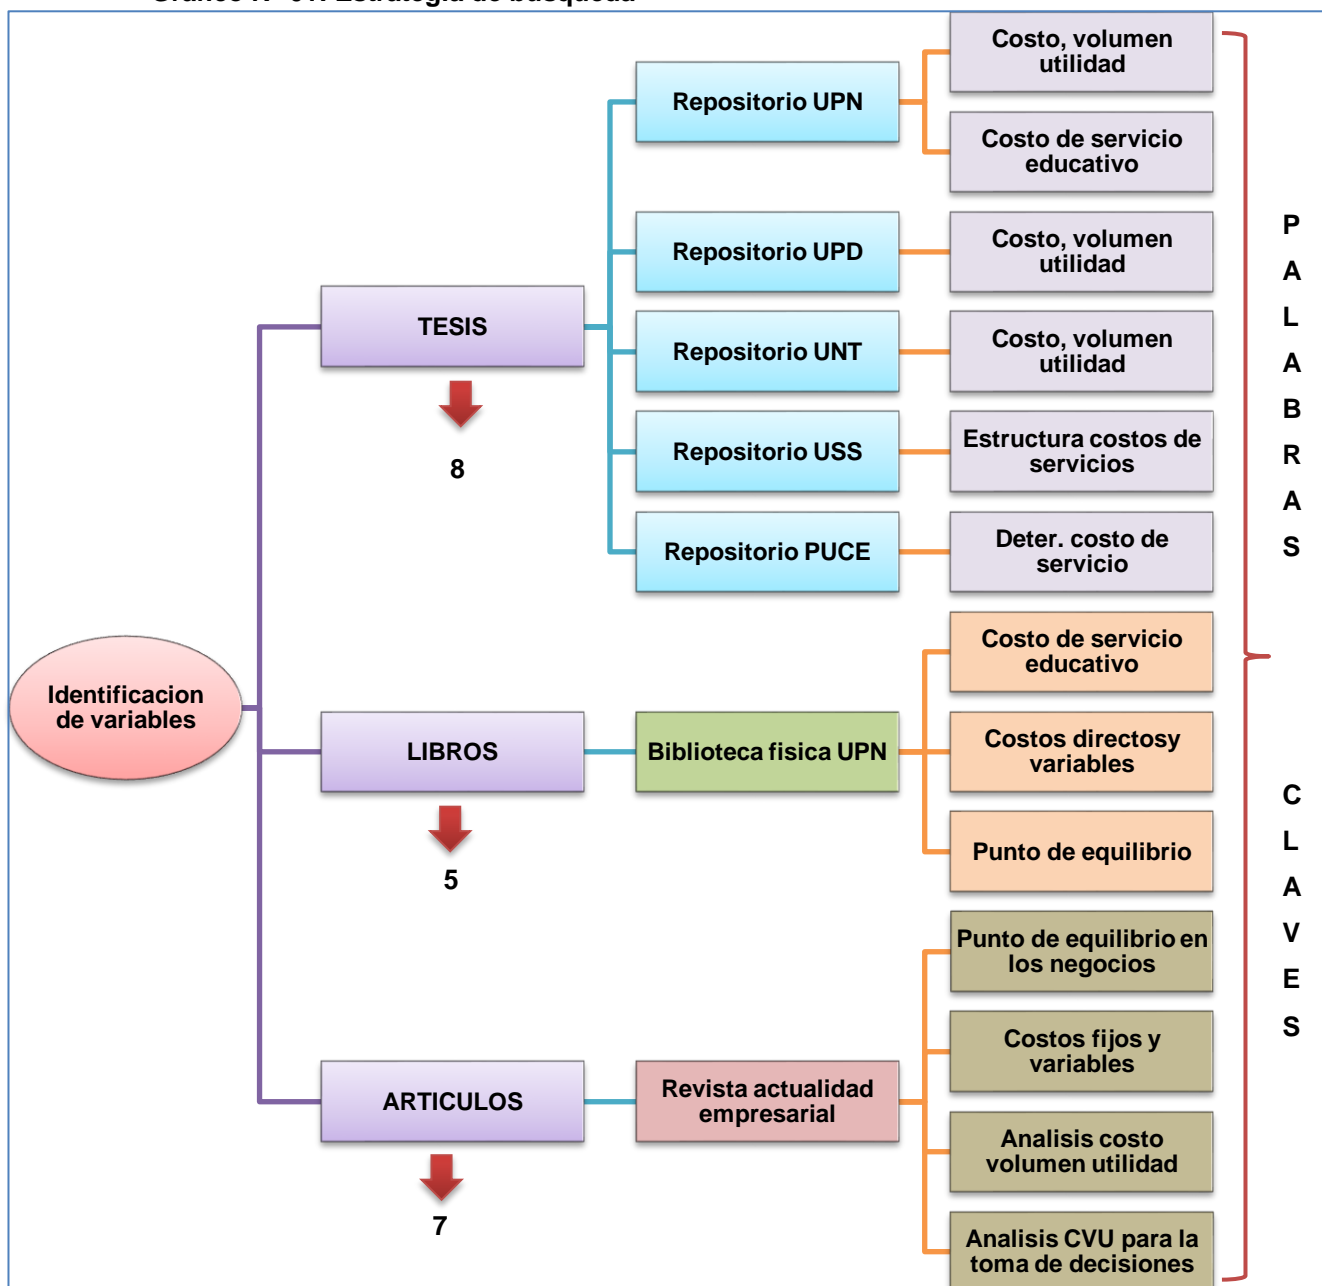 Identificacion
de variables
TESIS
8
Repositorio UPN
Costo, volumen
utilidad
Costo de servicio
educativo
Repositorio UPD
Costo, volumen
utilidad
Repositorio UNT
Costo, volumen
utilidad
Repositorio USS
Estructura costos de
servicios
Repositorio PUCE
Deter. costo de
servicio
LIBROS
5
Biblioteca fisica UPN
Costo de servicio
educativo
Costos directosy
variables
Punto de equilibrio
ARTICULOS
7
Revista actualidad
empresarial
Punto de equilibrio en
los negocios
Costos fijos y
variables
Analisis costo
volumen utilidad
Analisis CVU para la
toma de decisiones
P
A
L
A
B
R
A
S
C
L
A
V
E
S